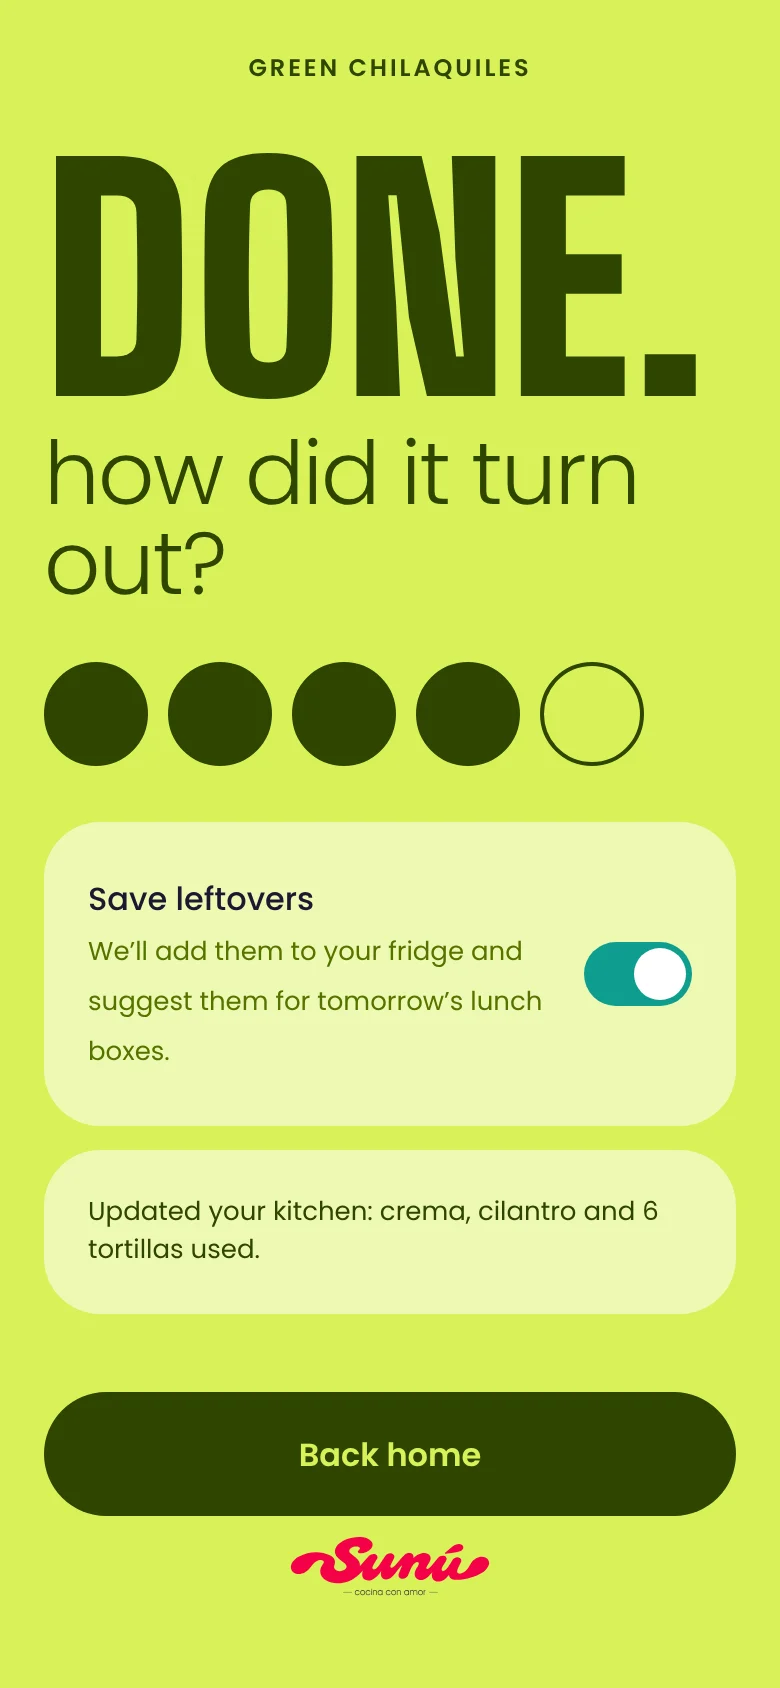 GREEN CHILAQUILES
DONE.
how did it turn
out?
Save leftovers
We’ll add them to your fridge and
suggest them for tomorrow’s lunch
boxes.
Updated your kitchen: crema, cilantro and 6
tortillas used.
Back home
Sunú
— cocina con amor —